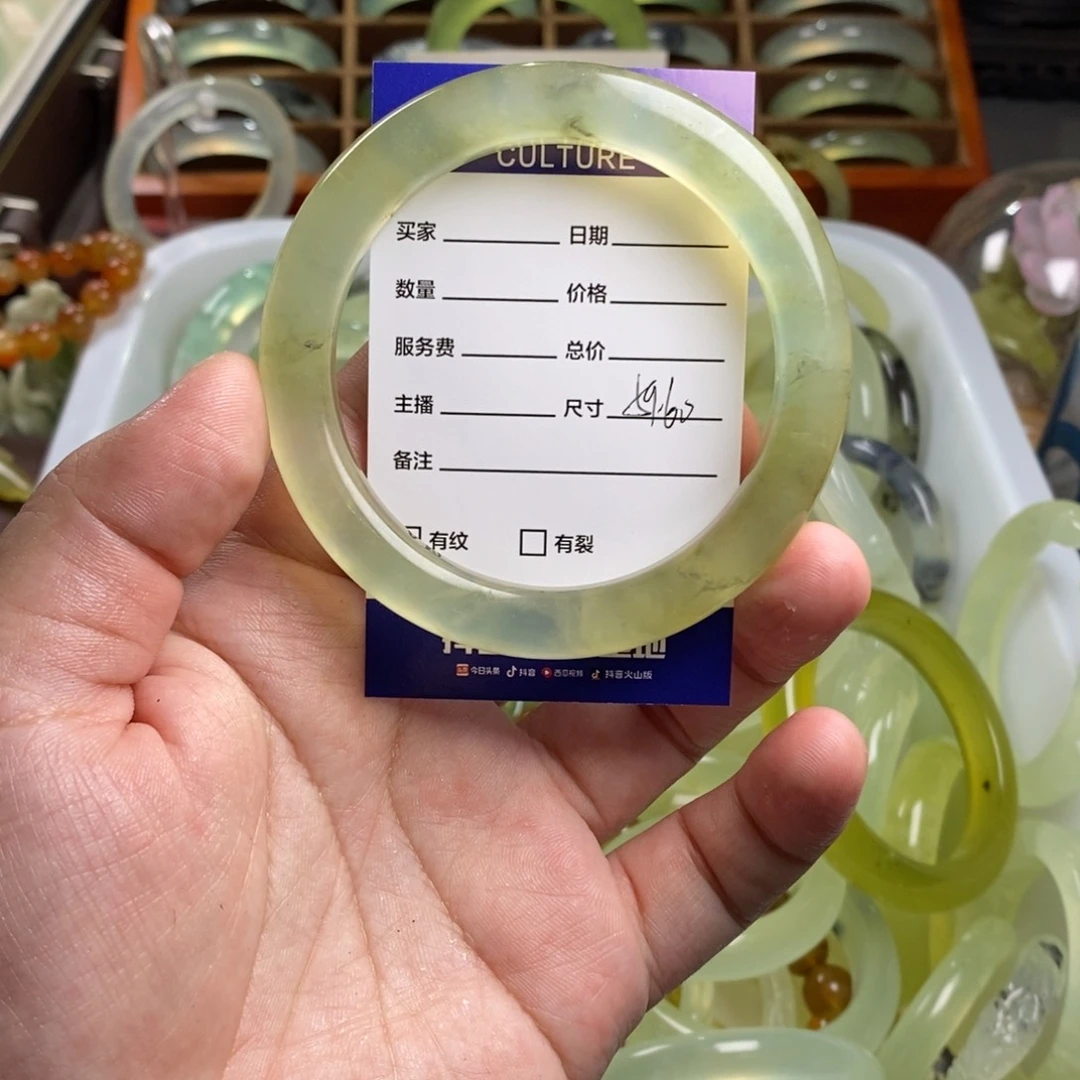 CULTURE
买家 日期
数量 价格
服务费 总价
主播 尺寸 59.60
备注
有纹 有裂
今日头条 抖音 西瓜视频 抖音火山版